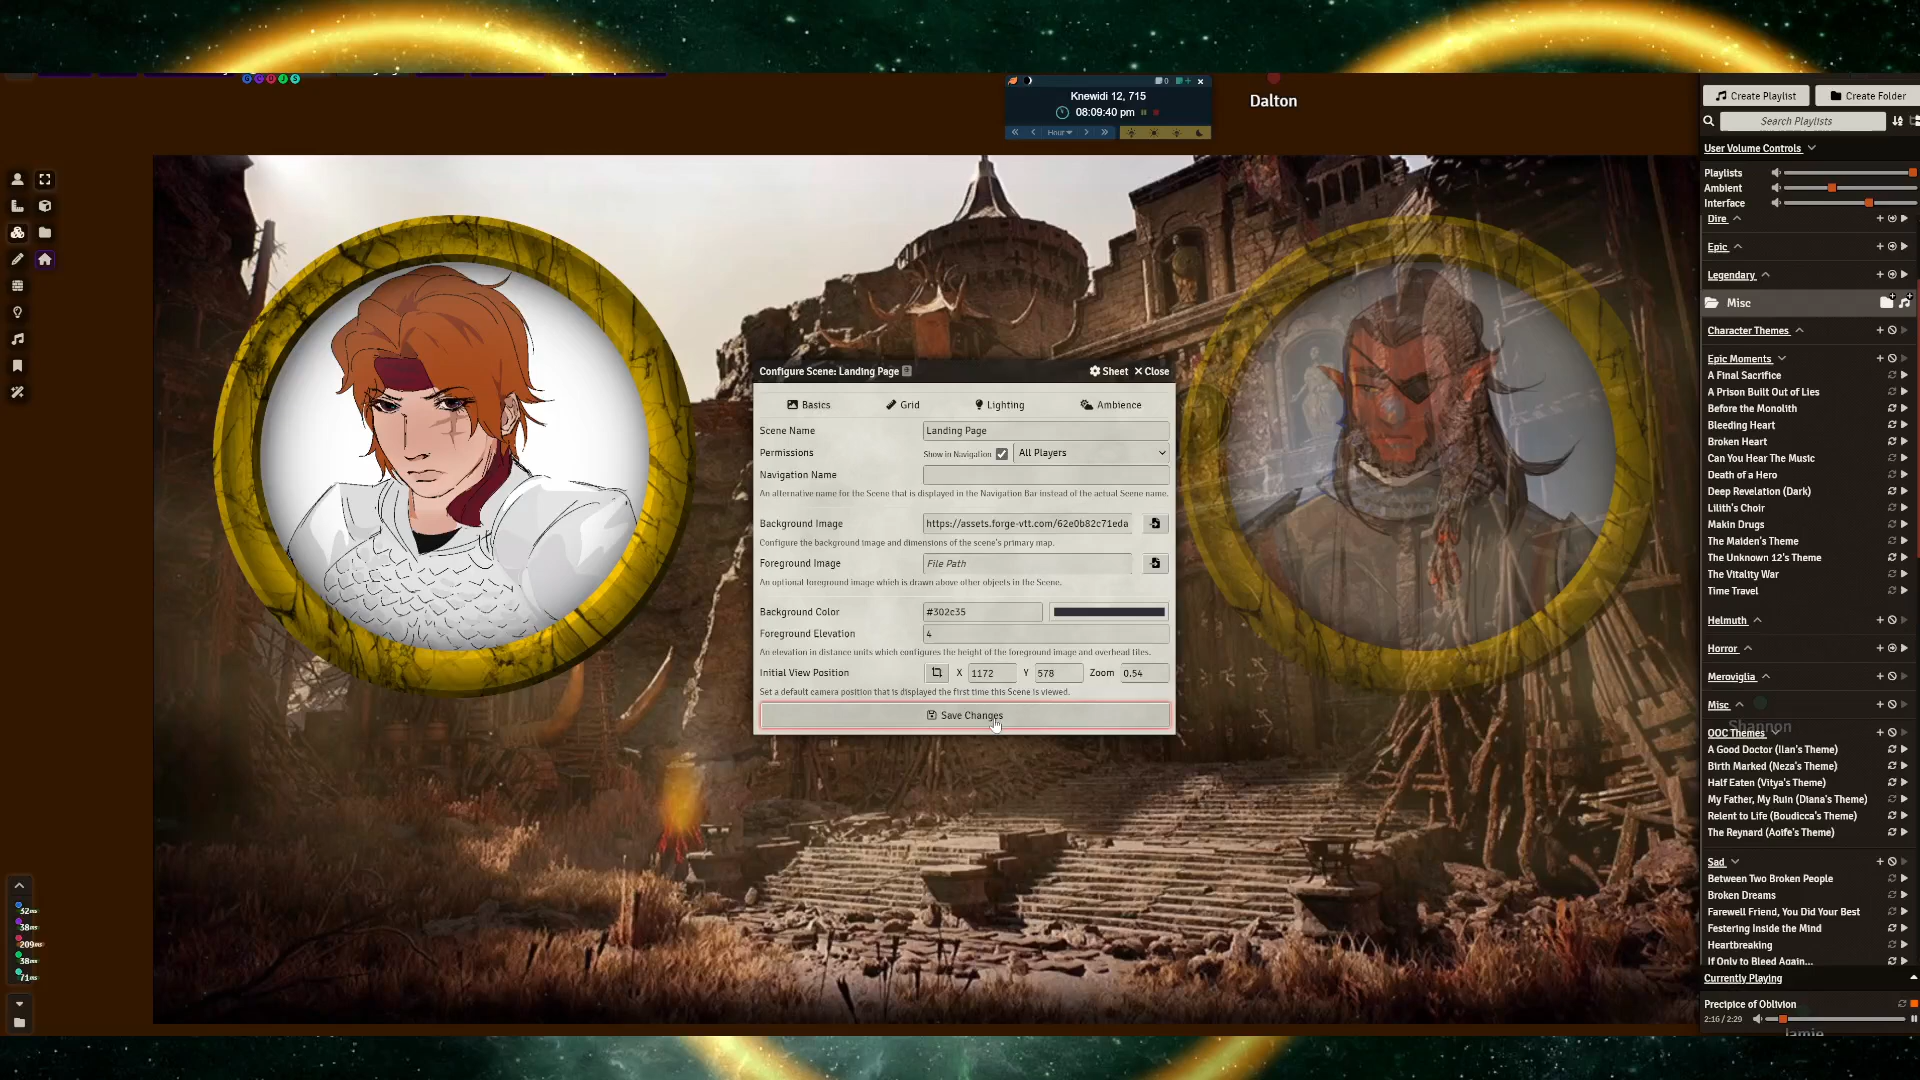 Knewidi 12, 715
08:09:40 pm
Hour
0
Dalton
Create Playlist
Create Folder
Search Playlists
User Volume Controls
Playlists
Ambient
Interface
Dire
Epic
Legendary
Misc
Character Themes
Epic Moments
A Final Sacrifice
A Prison Built Out of Lies
Before the Monolith
Bleeding Heart
Broken Heart
Can You Hear The Music
Death of a Hero
Deep Revelation (Dark)
Lilith's Choir
Makin Drugs
The Maiden's Theme
The Unknown 12's Theme
The Vitality War
Time Travel
Helmuth
Horror
Meroviglia
Misc
Shannon
OOC Themes
A Good Doctor (Ilan's Theme)
Birth Marked (Neza's Theme)
Half Eaten (Vitya's Theme)
My Father, My Ruin (Diana's Theme)
Relent to Life (Boudicca's Theme)
The Reynard (Aoife's Theme)
Sad
Between Two Broken People
Broken Dreams
Farewell Friend, You Did Your Best
Festering Inside the Mind
Heartbreaking
If Only to Bleed Again...
Currently Playing
Precipice of Oblivion
2:16 / 2:29
Jamie
Configure Scene: Landing Page
Sheet
Close
Basics
Grid
Lighting
Ambience
Scene Name
Landing Page
Permissions
Show in Navigation
All Players
Navigation Name
An alternative name for the Scene that is displayed in the Navigation Bar instead of the actual Scene name.
Background Image
https://assets.forge-vtt.com/62e0b82c71eda
Configure the background image and dimensions of the scene's primary map.
Foreground Image
File Path
An optional foreground image which is drawn above other objects in the Scene.
Background Color
#302c35
Foreground Elevation
4
An elevation in distance units which configures the height of the foreground image and overhead tiles.
Initial View Position
X
1172
Y
578
Zoom
0.54
Set a default camera position that is displayed the first time this Scene is viewed.
Save Changes
32ms
38ms
209ms
38ms
71ms